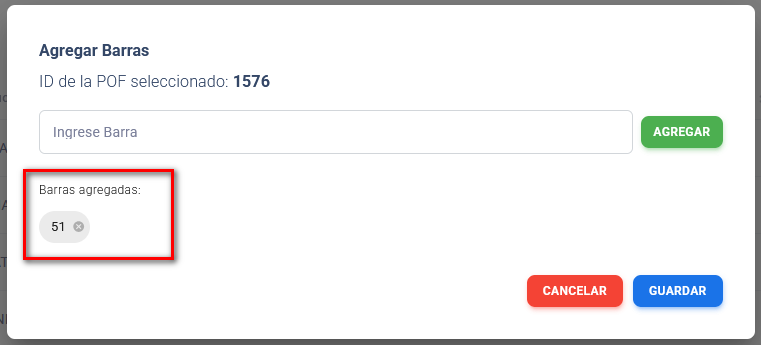 Agregar Barras
ID de la POF seleccionado: 1576
Ingrese Barra
AGREGAR
Barras agregadas:
51
CANCELAR
GUARDAR